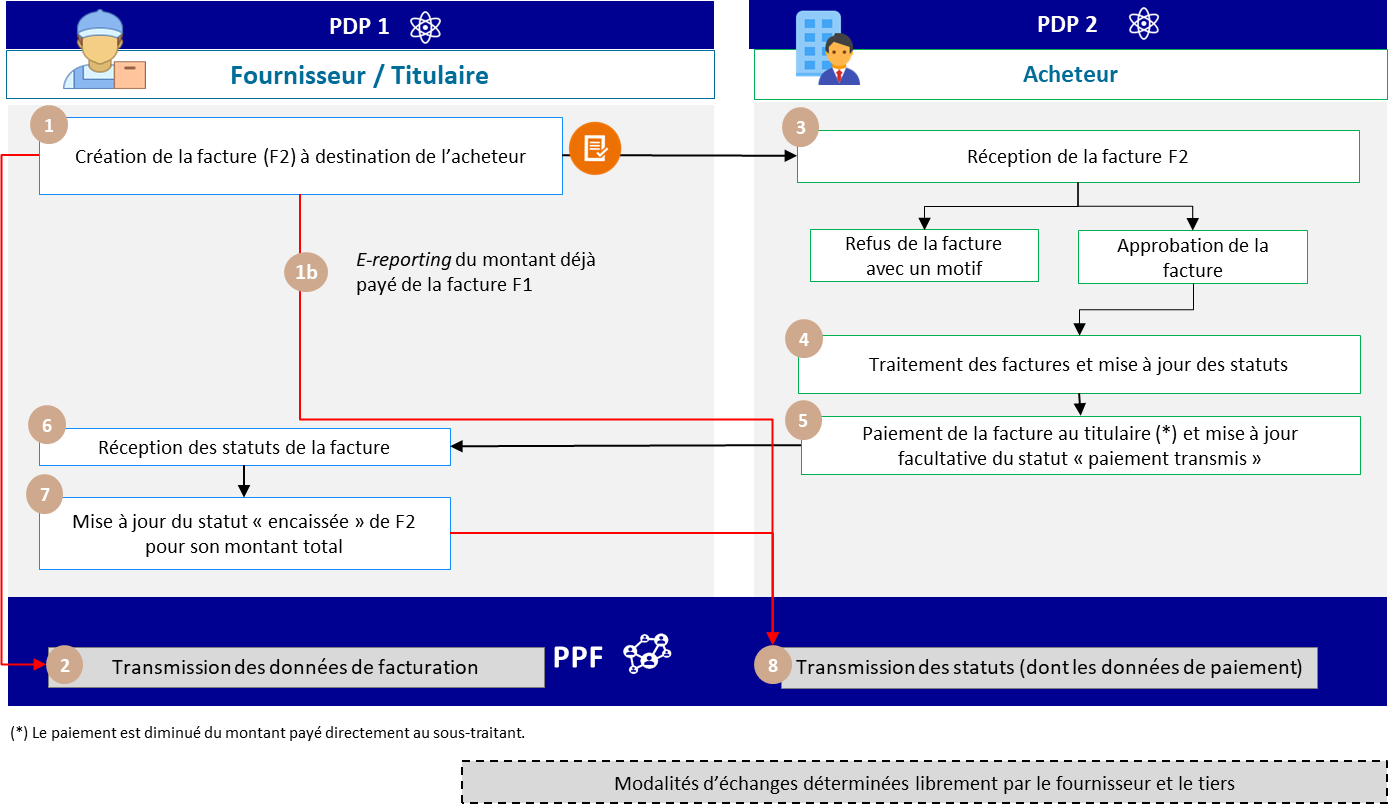 PDP 1
PDP 2
Fournisseur / Titulaire
Acheteur
1
Création de la facture (F2) à destination de l’acheteur
3
Réception de la facture F2
Refus de la facture
avec un motif
Approbation de la
facture
1b
E-reporting du montant déjà
payé de la facture F1
4
Traitement des factures et mise à jour des statuts
5
Paiement de la facture au titulaire (*) et mise à jour
facultative du statut « paiement transmis »
6
Réception des statuts de la facture
7
Mise à jour du statut « encaissée » de F2
pour son montant total
2
Transmission des données de facturation
PPF
8
Transmission des statuts (dont les données de paiement)
(*) Le paiement est diminué du montant payé directement au sous-traitant.
Modalités d’échanges déterminées librement par le fournisseur et le tiers